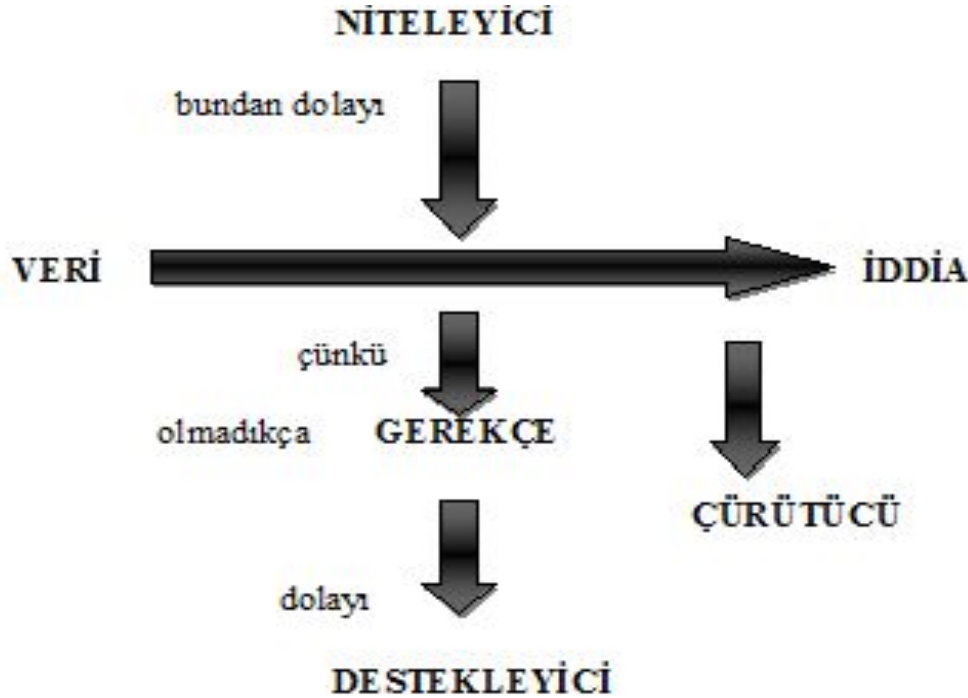 NİTELEYİCİ
bundan dolayı
VERİ İDDİA
çünkü
olmadıkça GEREKÇE
ÇÜRÜTÜCÜ
dolayı
DESTEKLEYİCİ